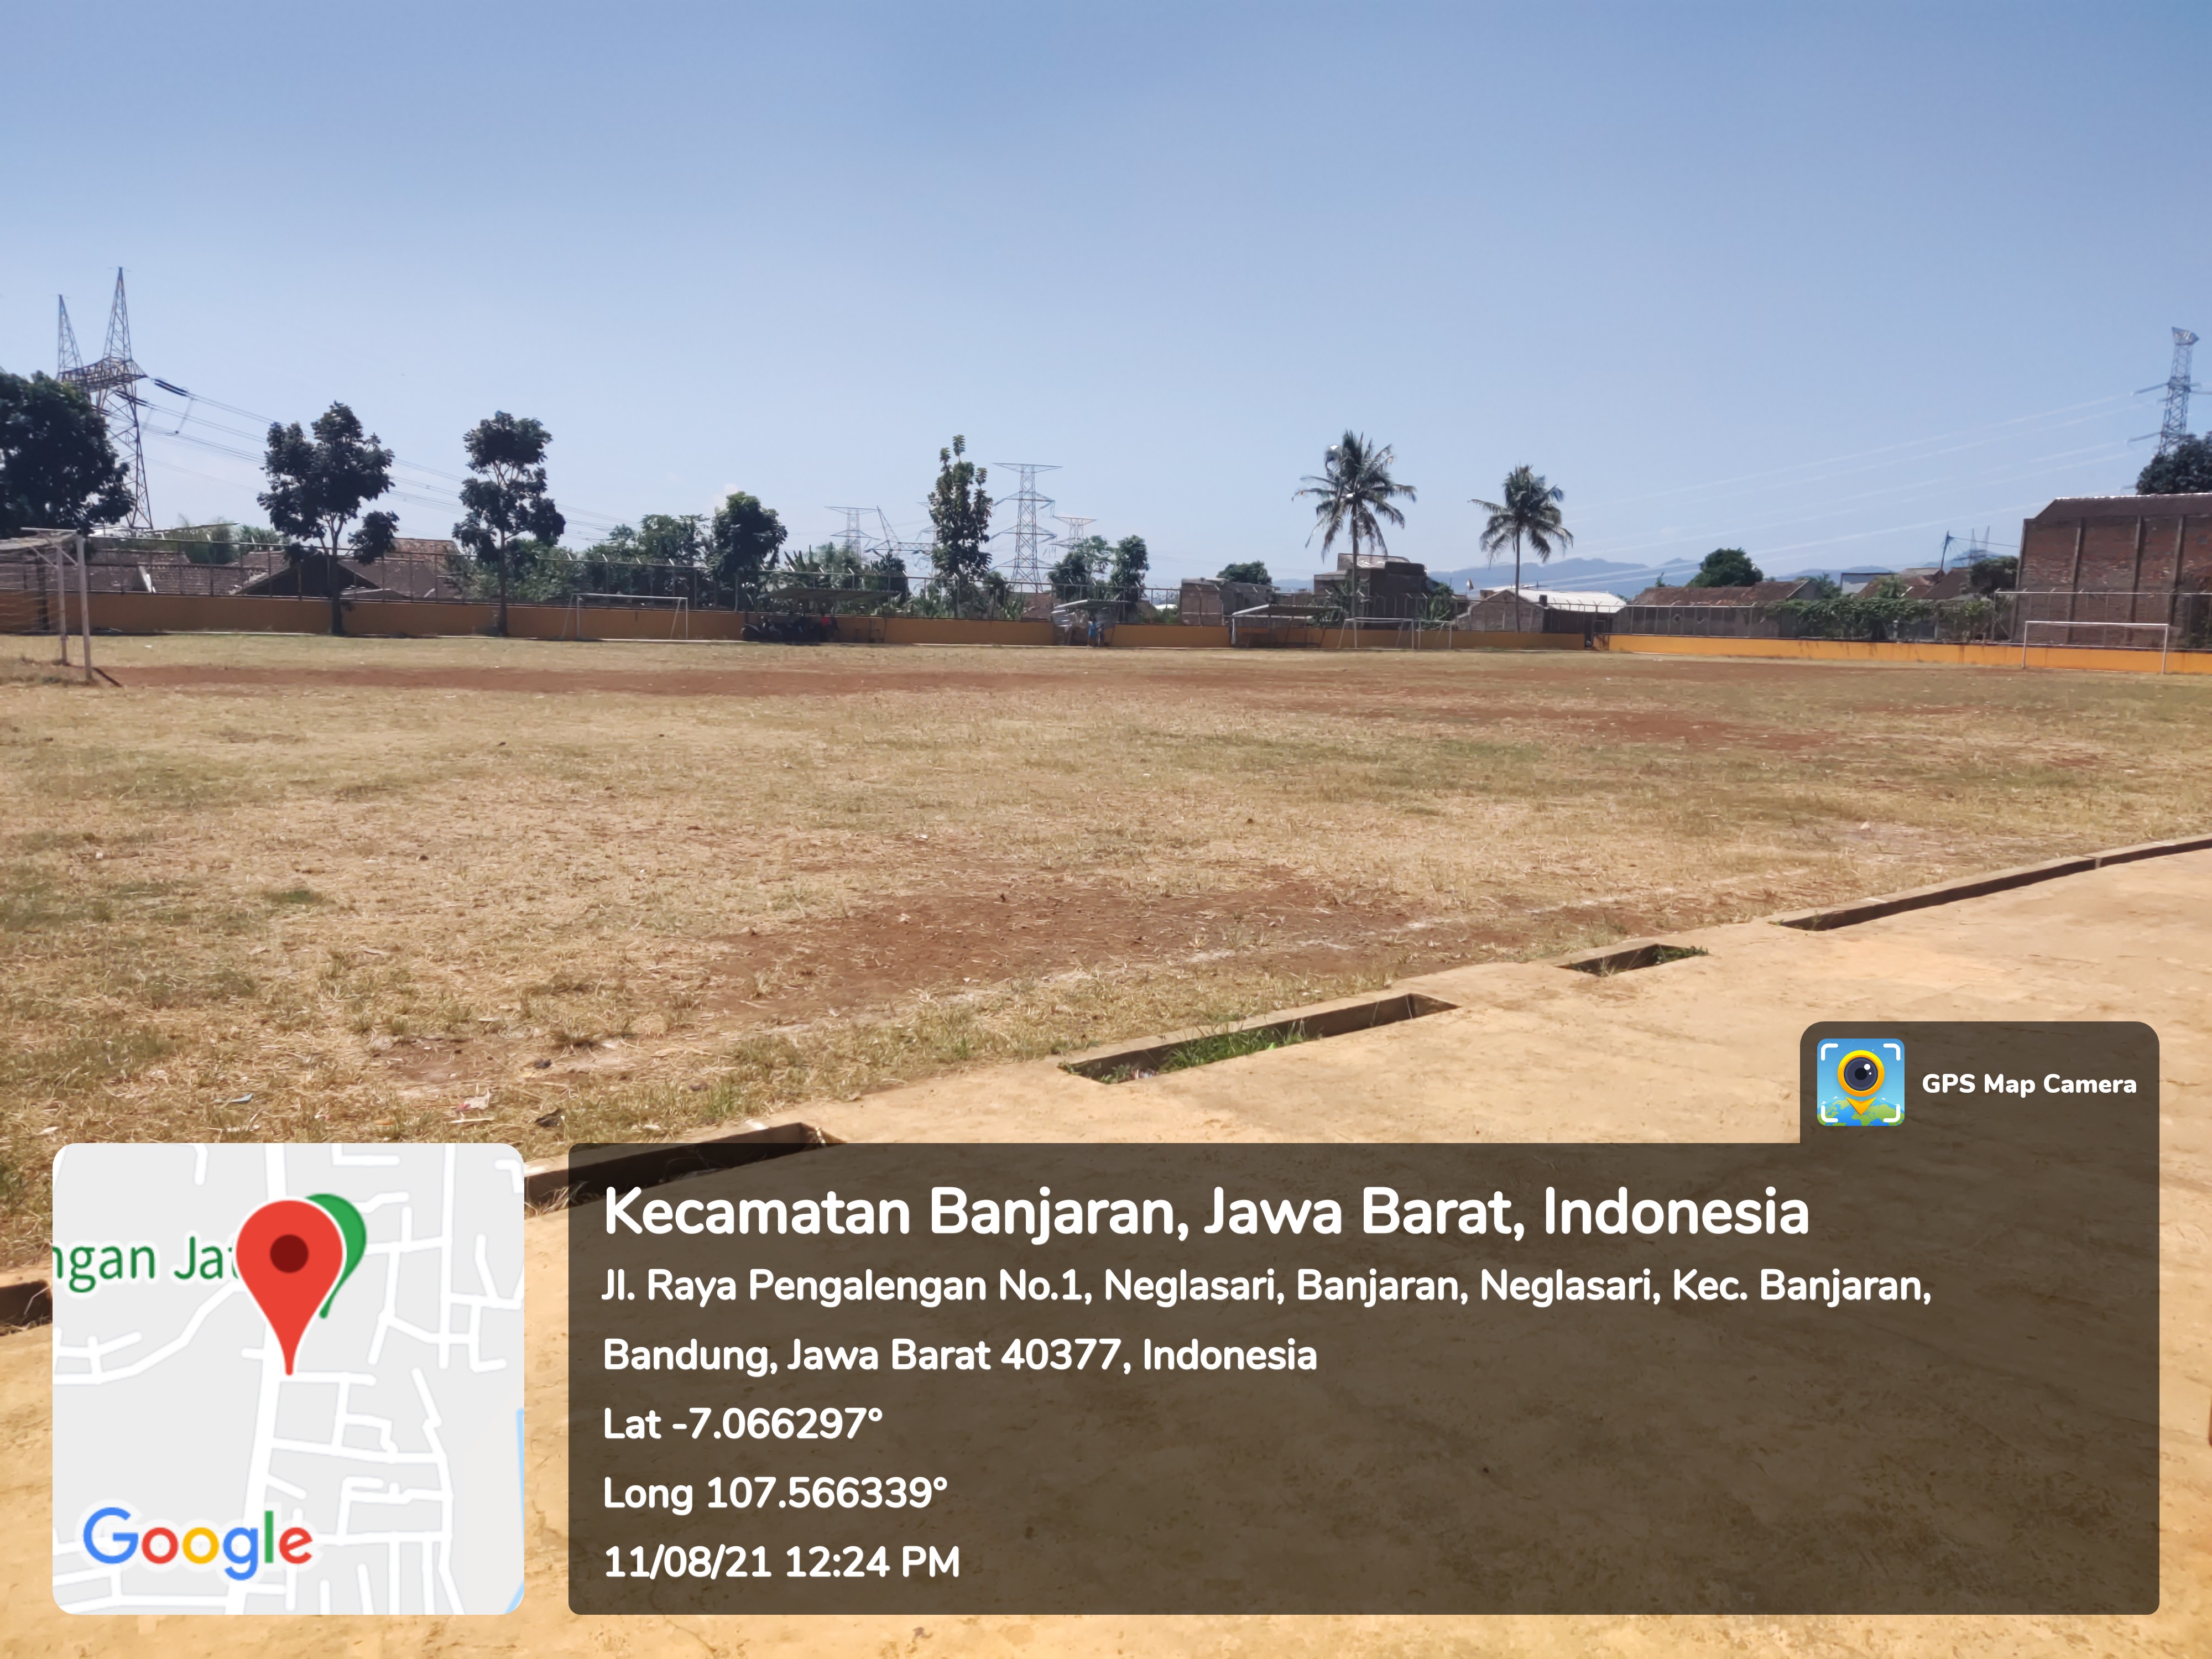 GPS Map Camera
ngan Jat
Google
Kecamatan Banjaran, Jawa Barat, Indonesia
Jl. Raya Pengalengan No.1, Neglasari, Banjaran, Neglasari, Kec. Banjaran,
Bandung, Jawa Barat 40377, Indonesia
Lat -7.066297°
Long 107.566339°
11/08/21 12:24 PM